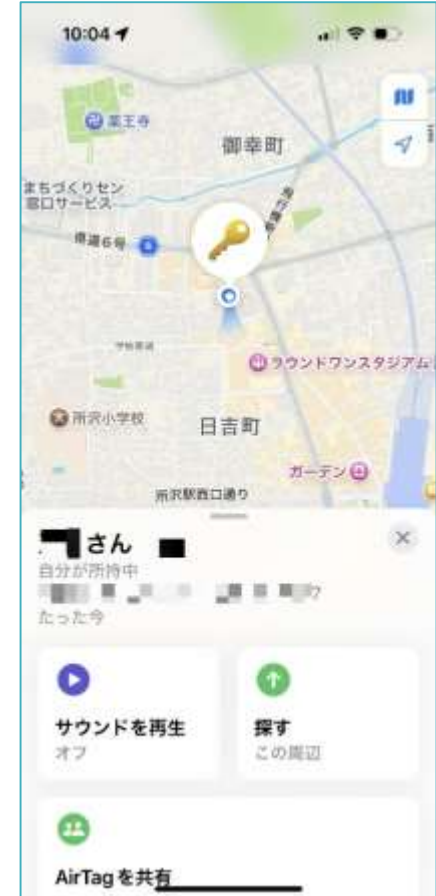 10:04
薬王寺
御幸町
まちづくりセン
窓口サービス
県道6号
ラウンドワンスタジアム
所沢小学校
日吉町
ガーデン
所沢駅西口通り
さん
自分が所持中
たった今
サウンドを再生
オフ
探す
この周辺
AirTagを共有